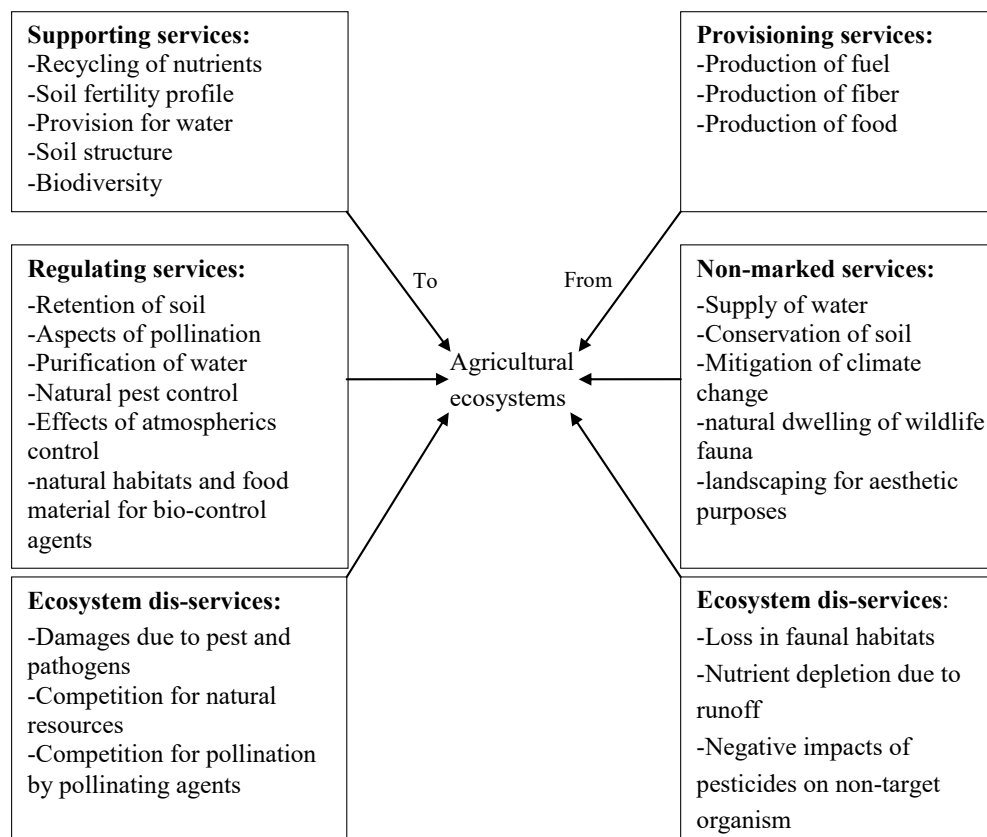 Supporting services:
-Recycling of nutrients
-Soil fertility profile
-Provision for water
-Soil structure
-Biodiversity
Provisioning services:
-Production of fuel
-Production of fiber
-Production of food
Regulating services:
-Retention of soil
-Aspects of pollination
-Purification of water
-Natural pest control
-Effects of atmospherics
control
-natural habitats and food
material for bio-control
agents
To
From
Agricultural
ecosystems
Non-marked services:
-Supply of water
-Conservation of soil
-Mitigation of climate
change
-natural dwelling of wildlife
fauna
-landscaping for aesthetic
purposes
Ecosystem dis-services:
-Damages due to pest and
pathogens
-Competition for natural
resources
-Competition for pollination
by pollinating agents
Ecosystem dis-services:
-Loss in faunal habitats
-Nutrient depletion due to
runoff
-Negative impacts of
pesticides on non-target
organism